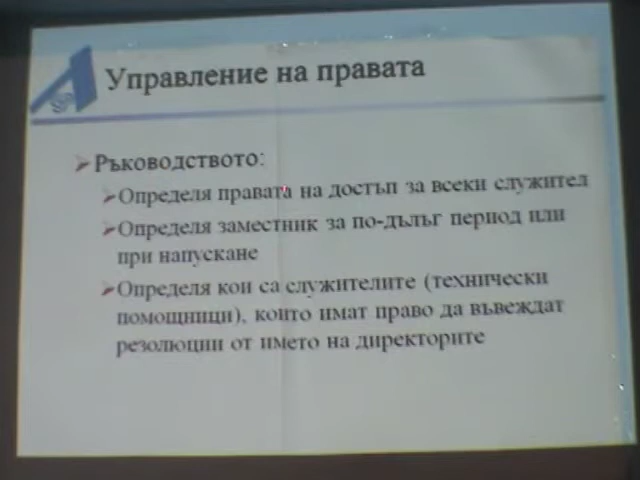 Управление на правата
Ръководството:
Определя правата на достъп за всеки служител
Определя заместник за по-дълъг период или
при напускане
Определя кои са служителите (технически
помощници), които имат право да въвеждат
резолюции от името на директорите